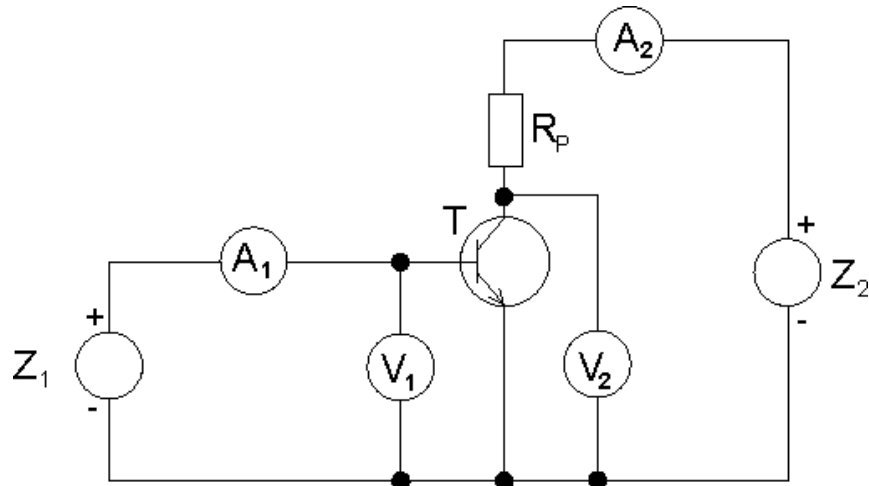 A₂
Rₚ
T
A₁
+
Z₂
-
+
Z₁
-
V₁
V₂